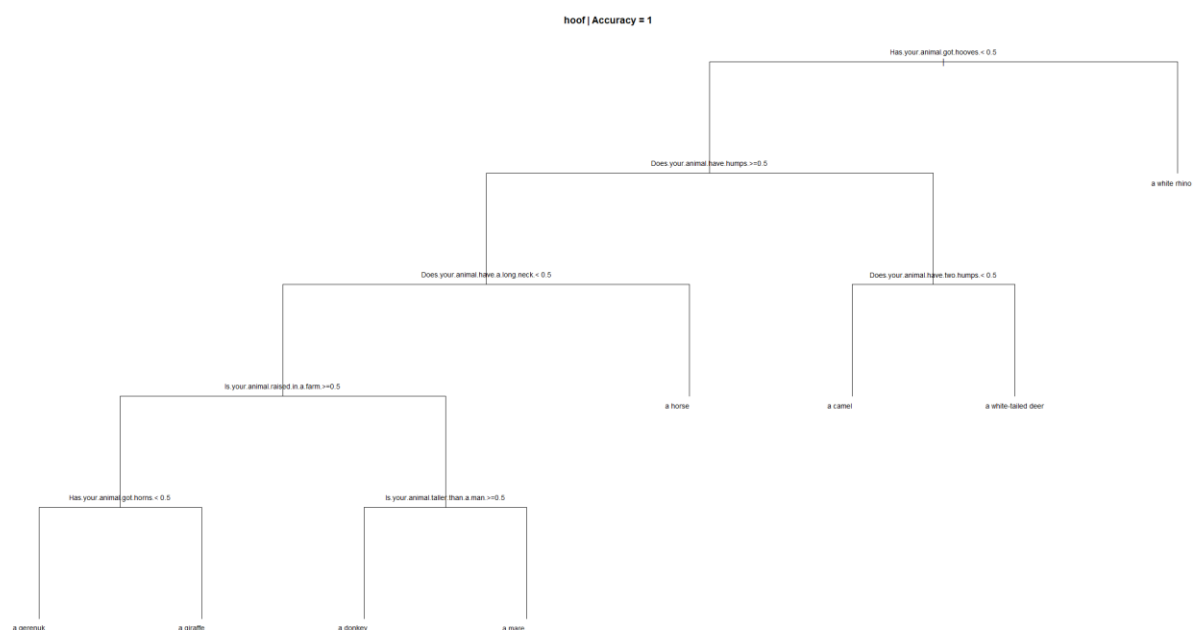 hoof | Accuracy = 1
Has.your.animal.got.hooves.< 0.5
Does.your.animal.have.humps.>=0.5
a white rhino
Does.your.animal.have.a.long.neck.< 0.5
Does.your.animal.have.two.humps.< 0.5
Is.your.animal.raised.in.a.farm.>=0.5
a horse
a camel
a white-tailed deer
Has.your.animal.got.horns.< 0.5
Is.your.animal.taller.than.a.man.>=0.5
a gerenuk
a giraffe
a donkey
a mare